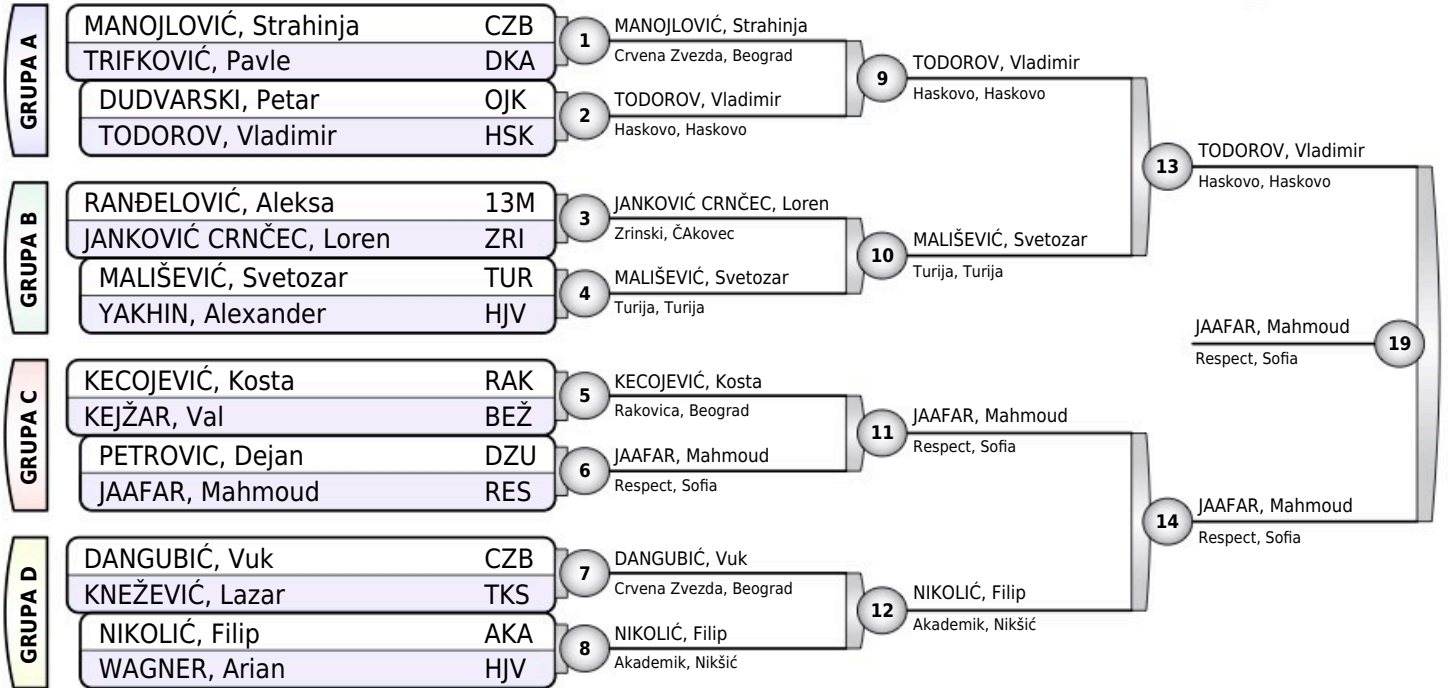 GRUPA A
MANOJLOVIĆ, Strahinja CZB
TRIFKOVIĆ, Pavle DKA
DUDVARSKI, Petar OJK
TODOROV, Vladimir HSK
GRUPA B
RANĐELOVIĆ, Aleksa 13M
JANKOVIĆ CRNČEC, Loren ZRI
MALIŠEVIĆ, Svetozar TUR
YAKHIN, Alexander HJV
GRUPA C
KECOJEVIĆ, Kosta RAK
KEJŽAR, Val BEŽ
PETROVIC, Dejan DZU
JAAFAR, Mahmoud RES
GRUPA D
DANGUBIĆ, Vuk CZB
KNEŽEVIĆ, Lazar TKS
NIKOLIĆ, Filip AKA
WAGNER, Arian HJV
1
MANOJLOVIĆ, Strahinja
Crvena Zvezda, Beograd
2
TODOROV, Vladimir
Haskovo, Haskovo
3
JANKOVIĆ CRNČEC, Loren
Zrinski, ČAkovec
4
MALIŠEVIĆ, Svetozar
Turija, Turija
5
KECOJEVIĆ, Kosta
Rakovica, Beograd
6
JAAFAR, Mahmoud
Respect, Sofia
7
DANGUBIĆ, Vuk
Crvena Zvezda, Beograd
8
NIKOLIĆ, Filip
Akademik, Nikšić
9
TODOROV, Vladimir
Haskovo, Haskovo
10
MALIŠEVIĆ, Svetozar
Turija, Turija
11
JAAFAR, Mahmoud
Respect, Sofia
12
NIKOLIĆ, Filip
Akademik, Nikšić
13
TODOROV, Vladimir
Haskovo, Haskovo
14
JAAFAR, Mahmoud
Respect, Sofia
JAAFAR, Mahmoud
Respect, Sofia
19